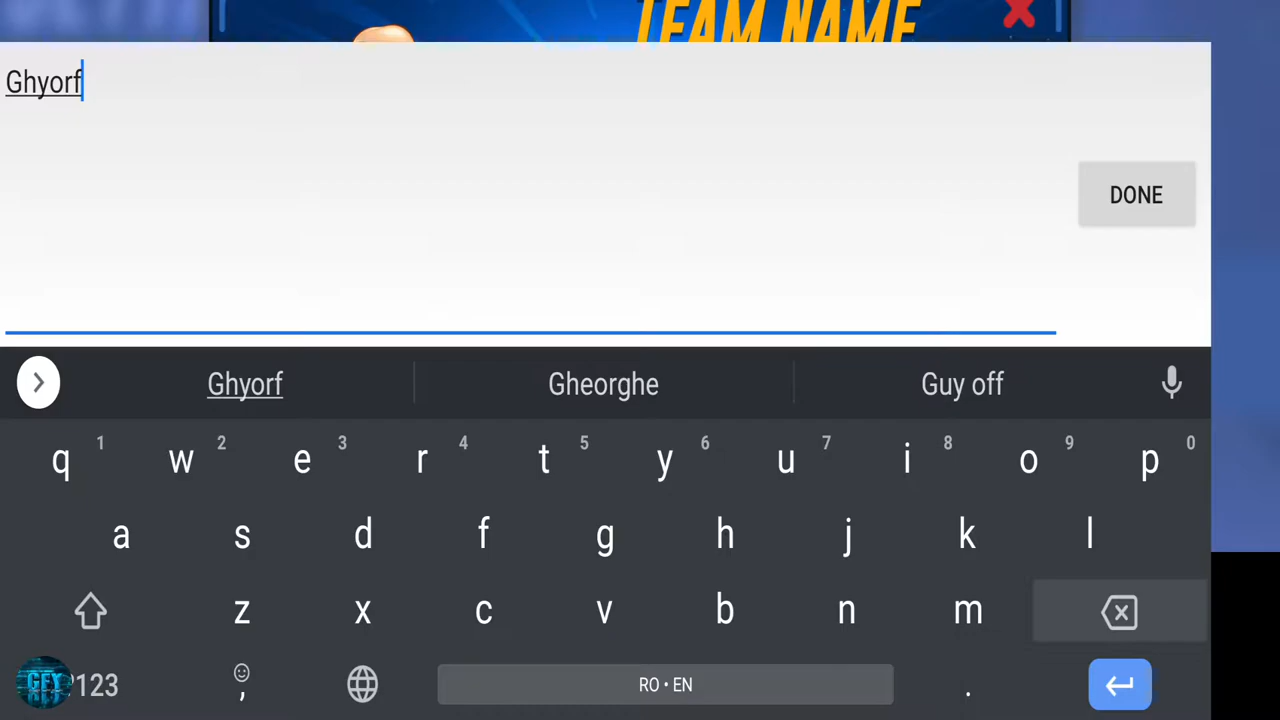 TEAM NAME
Ghyorf
DONE
Ghyorf Gheorghe Guy off
q 1 w 2 e 3 r 4 t 5 y 6 u 7 i 8 o 9 p 0
a s d f g h j k l
z x c v b n m
?123 , RO • EN .